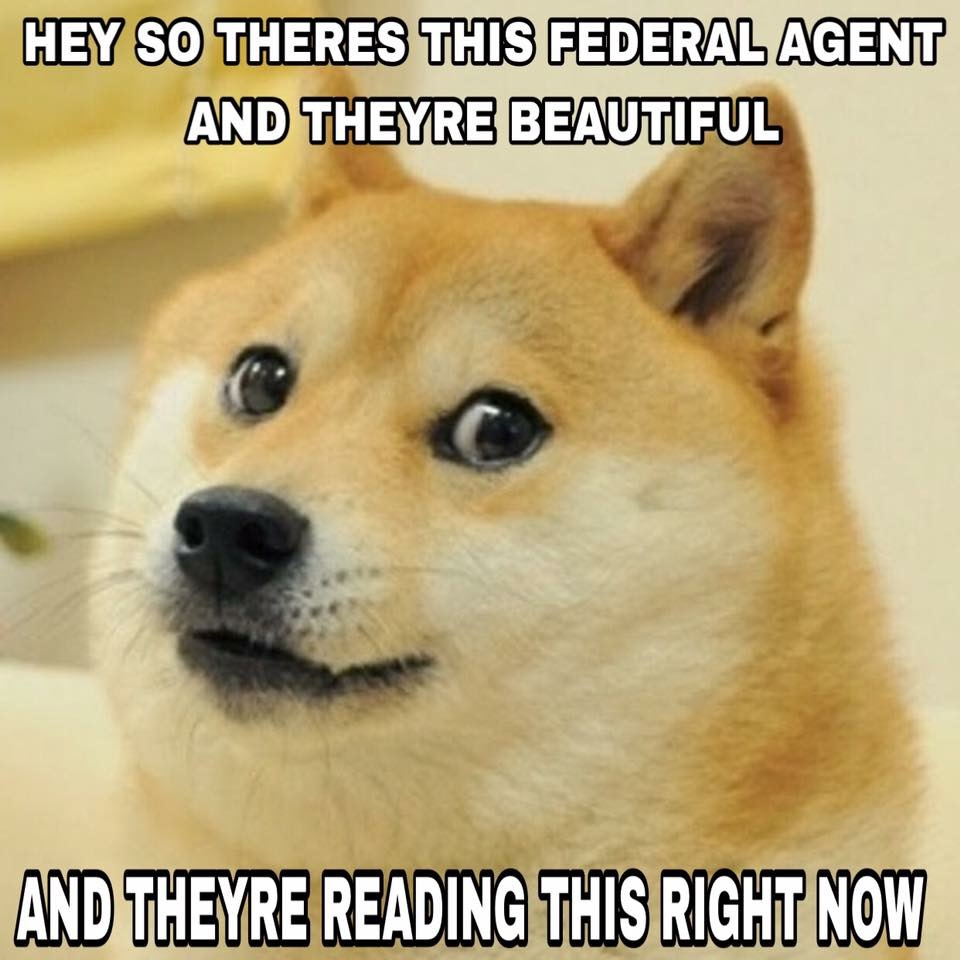 HEY SO THERES THIS FEDERAL AGENT
AND THEYRE BEAUTIFUL
AND THEYRE READING THIS RIGHT NOW